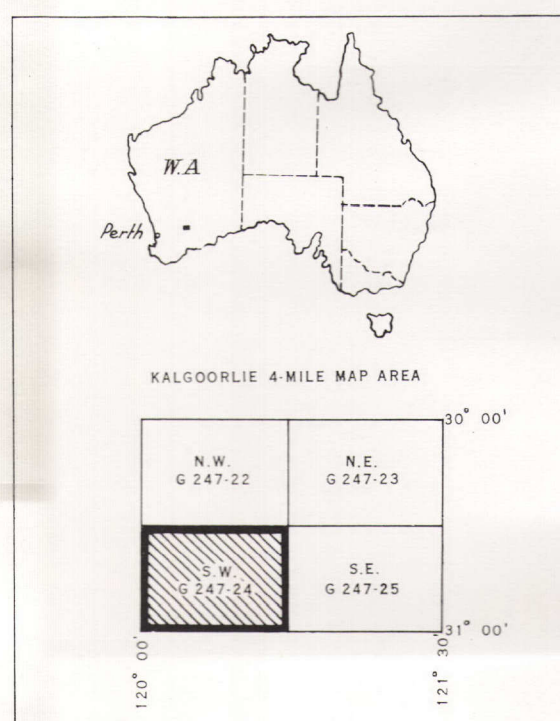 W.A
Perth
KALGOORLIE 4-MILE MAP AREA
30° 00'
N.W.
G 247-22
N.E.
G 247-23
S.W.
G 247-24
S.E.
G 247-25
31° 00'
120° 00'
121° 30'